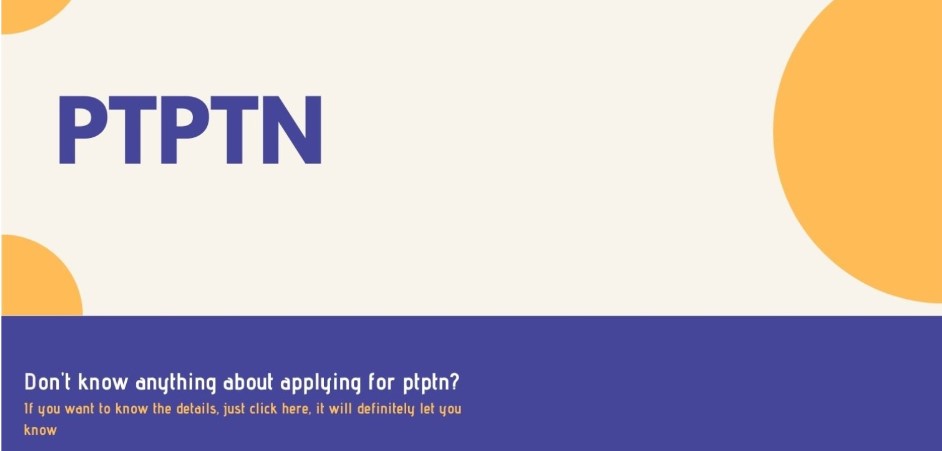 PTPTN
Don't know anything about applying for ptptn?
If you want to know the details, just click here, it will definitely let you
know